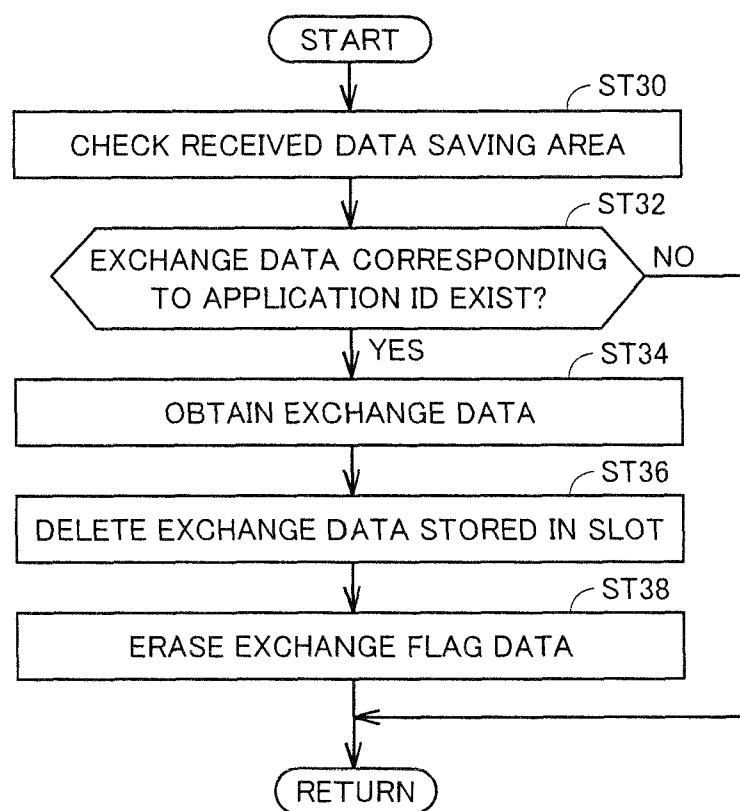 START
ST30
CHECK RECEIVED DATA SAVING AREA
ST32
EXCHANGE DATA CORRESPONDING
TO APPLICATION ID EXIST?
NO
YES
ST34
OBTAIN EXCHANGE DATA
ST36
DELETE EXCHANGE DATA STORED IN SLOT
ST38
ERASE EXCHANGE FLAG DATA
RETURN